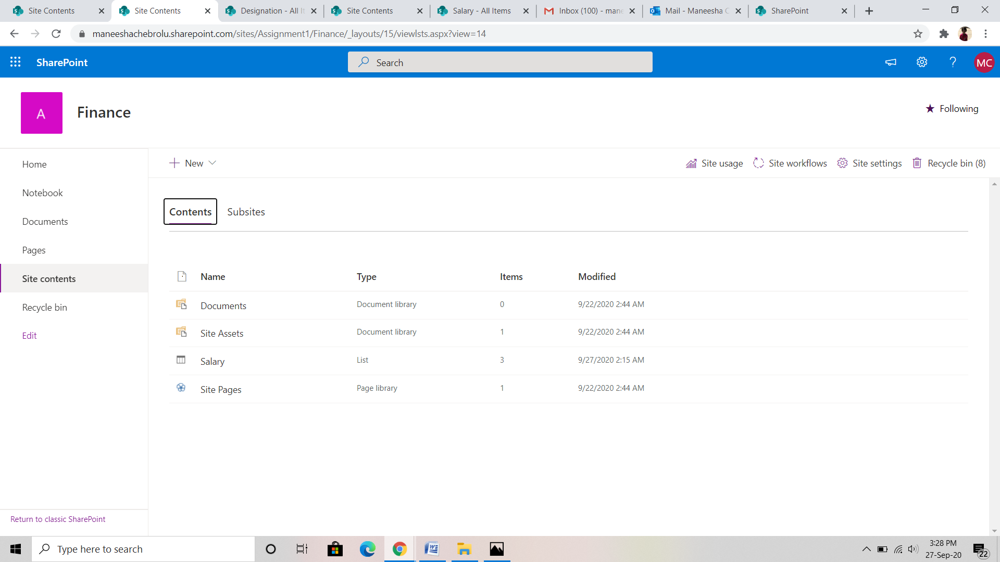 Site Contents
Site Contents
Designation - All It
Site Contents
Salary - All Items
Inbox (100) - mane
Mail - Maneesha C
SharePoint
maneeshachebrolu.sharepoint.com/sites/Assignment1/Finance/_layouts/15/viewlsts.aspx?view=14
SharePoint
Search
MC
A
Finance
Following
Home
Notebook
Documents
Pages
Site contents
Recycle bin
Edit
Return to classic SharePoint
New
Site usage
Site workflows
Site settings
Recycle bin (8)
Contents
Subsites
Name Type Items Modified
Documents Document library 0 9/22/2020 2:44 AM
Site Assets Document library 1 9/22/2020 2:44 AM
Salary List 3 9/27/2020 2:15 AM
Site Pages Page library 1 9/22/2020 2:44 AM
Type here to search
3:28 PM
27-Sep-20
22